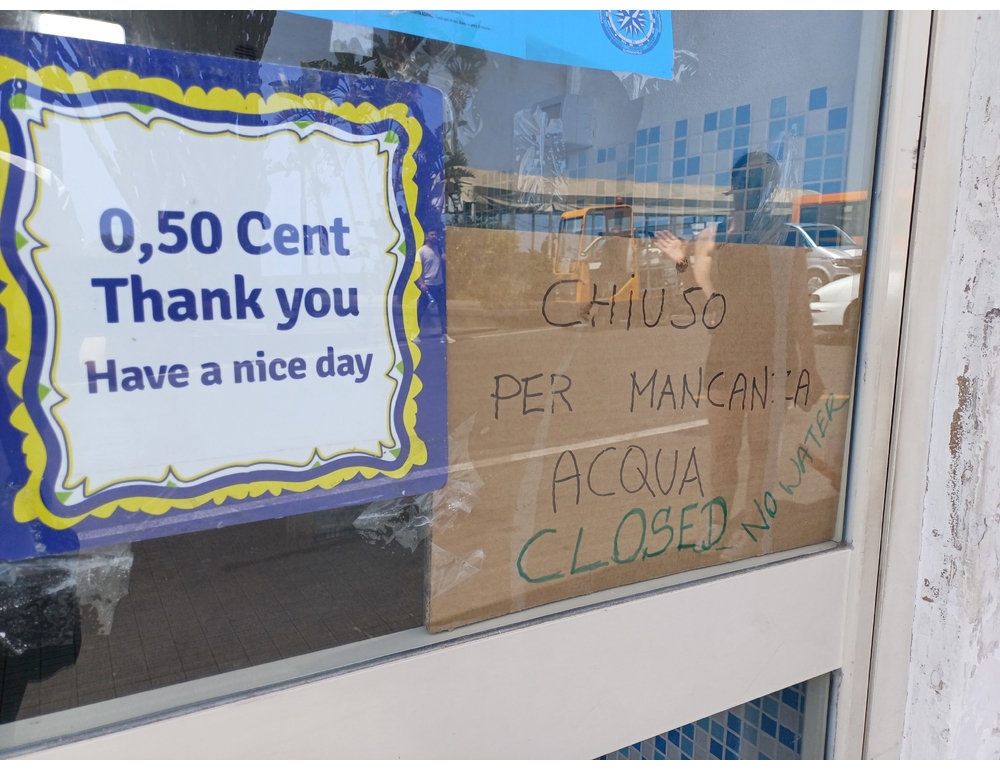 0,50 Cent
Thank you
Have a nice day
CHIUSO
PER MANCANZA
ACQUA
CLOSED NO WATER